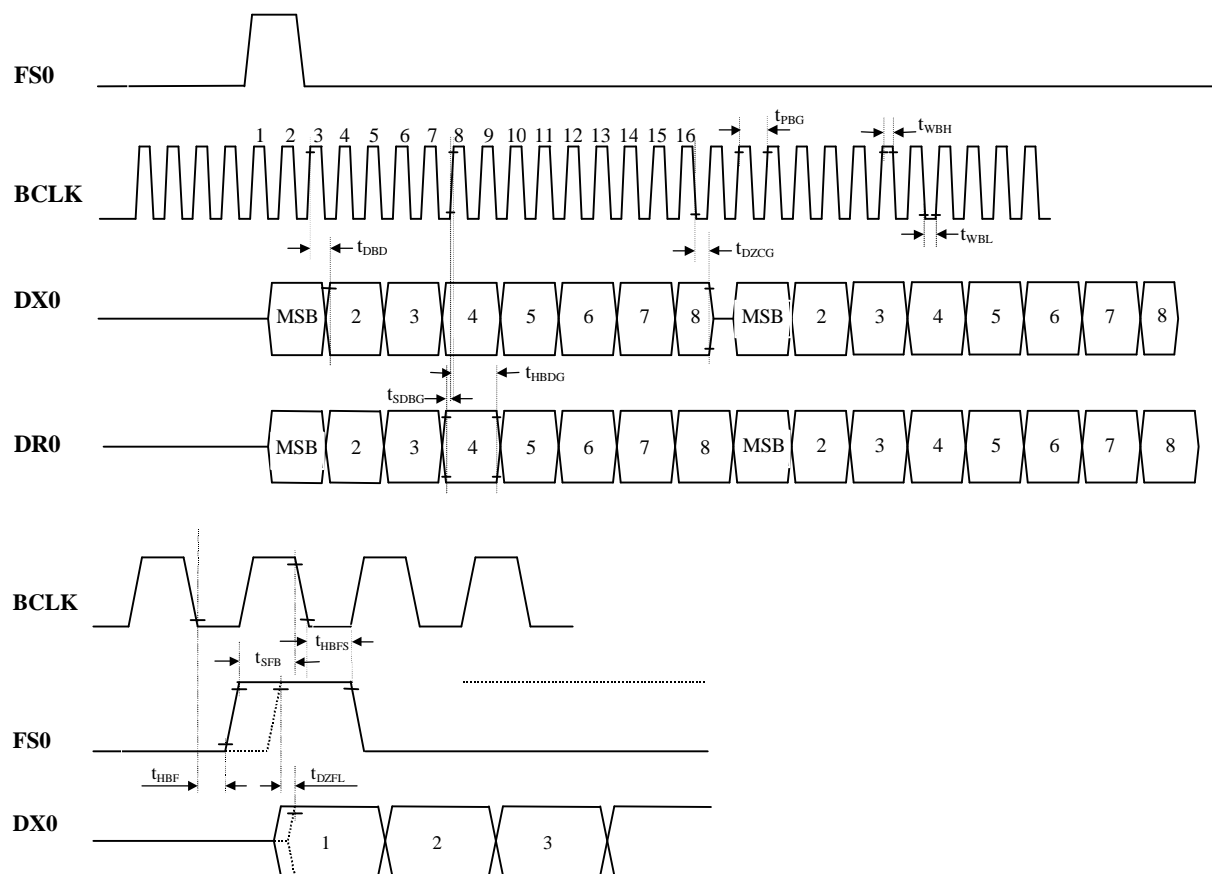 FS0
1 2 3 4 5 6 7 8 9 10 11 12 13 14 15 16
tPBG
tWBH
BCLK
tDBD
tDZCG
tWBL
DX0
MSB 2 3 4 5 6 7 8 MSB 2 3 4 5 6 7 8
tHBDG
tSDBG
DR0
MSB 2 3 4 5 6 7 8 MSB 2 3 4 5 6 7 8
BCLK
tHBFS
tSFB
FS0
tHBF
tDZFL
DX0
1 2 3